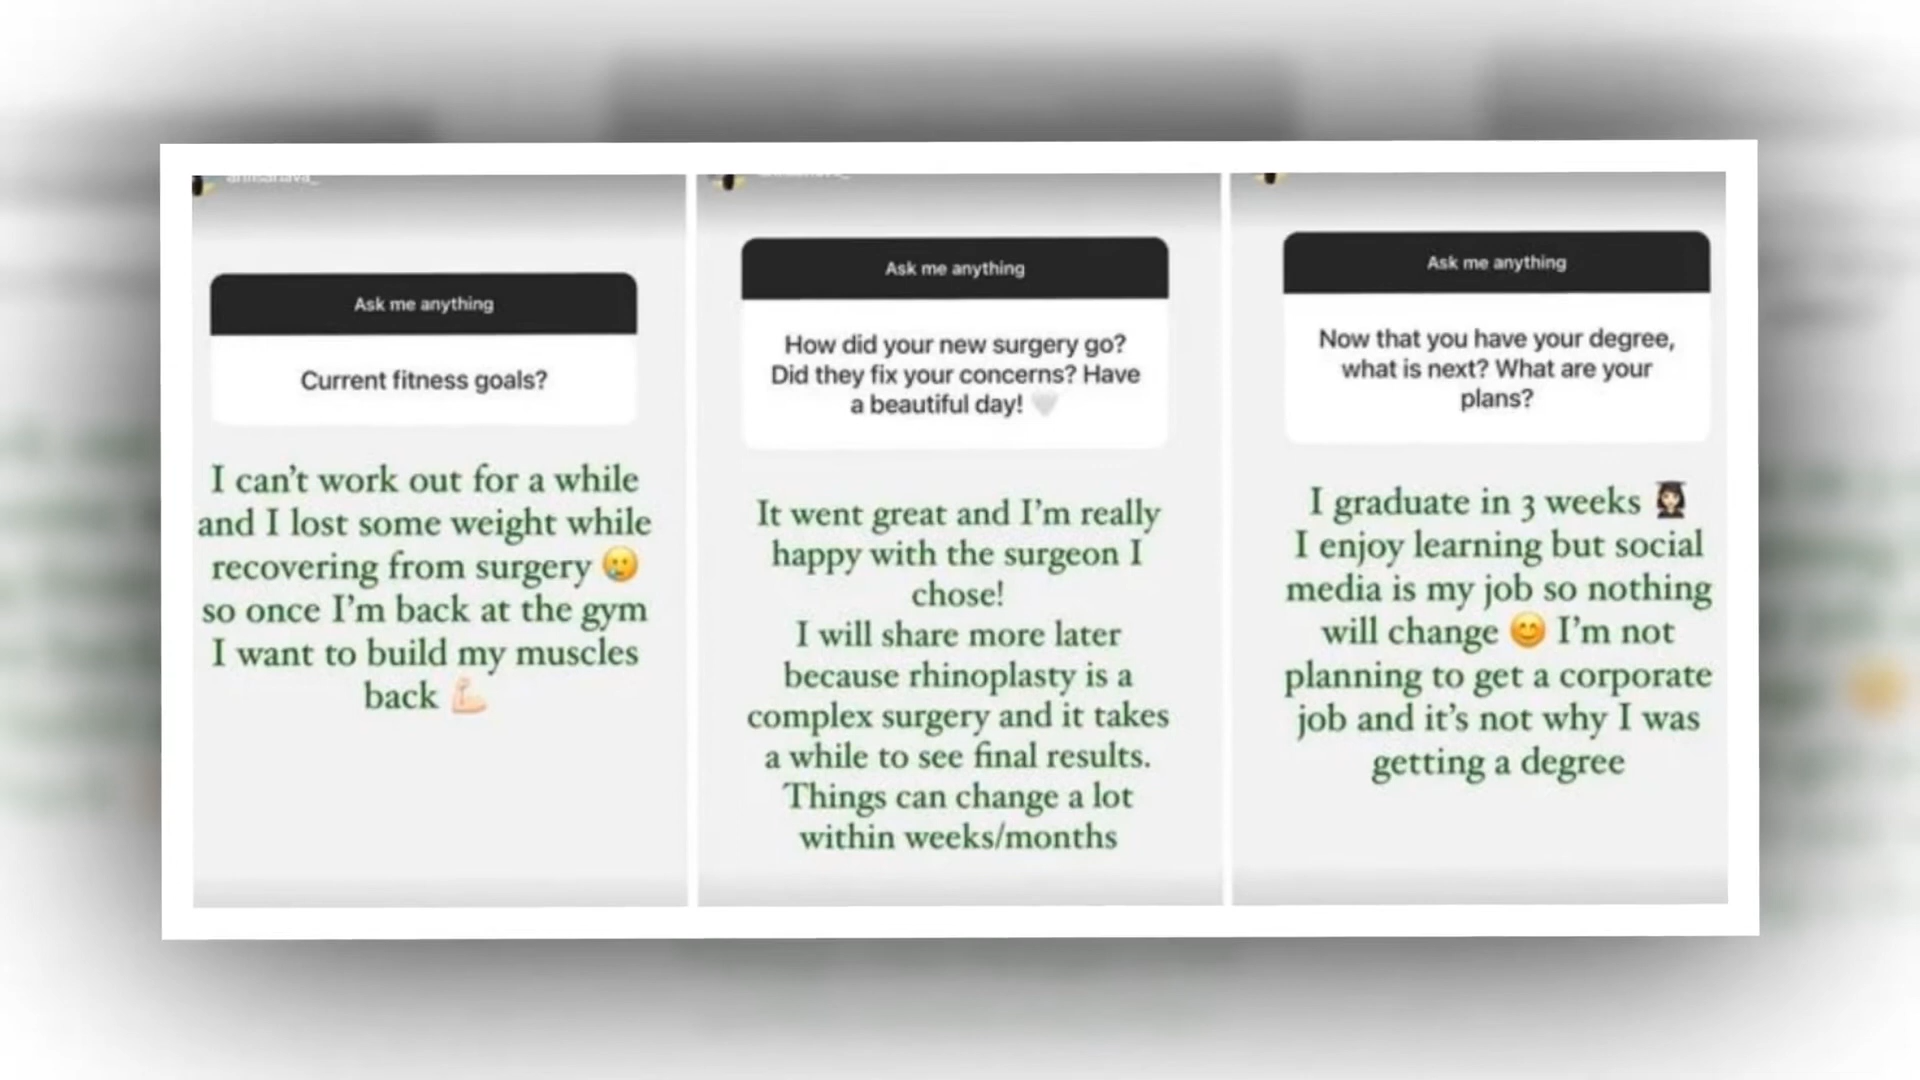 Ask me anything
Current fitness goals?
I can't work out for a while
and I lost some weight while
recovering from surgery 🥲
so once I'm back at the gym
I want to build my muscles
back 💪🏻
Ask me anything
How did your new surgery go?
Did they fix your concerns? Have
a beautiful day! 🤍
It went great and I'm really
happy with the surgeon I
chose!
I will share more later
because rhinoplasty is a
complex surgery and it takes
a while to see final results.
Things can change a lot
within weeks/months
Ask me anything
Now that you have your degree,
what is next? What are your
plans?
I graduate in 3 weeks 👩🏻‍🎓
I enjoy learning but social
media is my job so nothing
will change 😊 I'm not
planning to get a corporate
job and it's not why I was
getting a degree